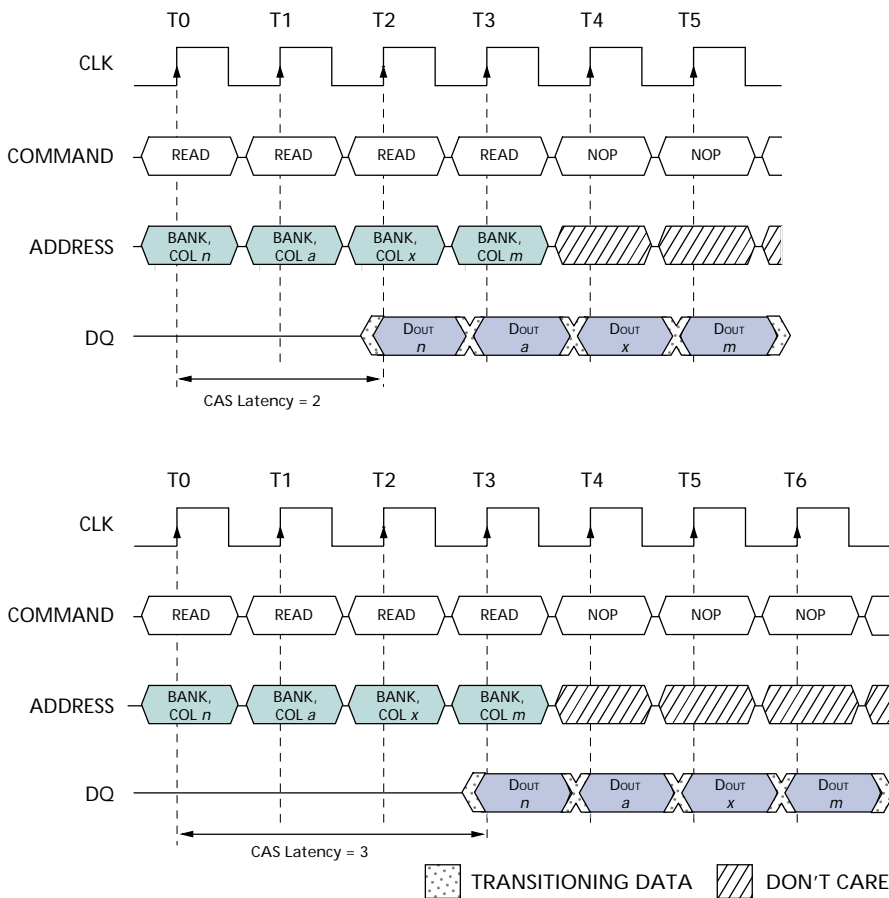 T0 T1 T2 T3 T4 T5
CLK
COMMAND READ READ READ READ NOP NOP
ADDRESS BANK, COL n BANK, COL a BANK, COL x BANK, COL m
DQ DOUT n DOUT a DOUT x DOUT m
CAS Latency = 2
T0 T1 T2 T3 T4 T5 T6
CLK
COMMAND READ READ READ READ NOP NOP NOP
ADDRESS BANK, COL n BANK, COL a BANK, COL x BANK, COL m
DQ DOUT n DOUT a DOUT x DOUT m
CAS Latency = 3
TRANSITIONING DATA DON'T CARE